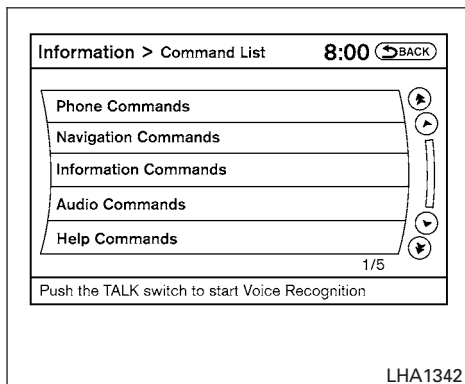 Information > Command List 8:00 BACK
Phone Commands
Navigation Commands
Information Commands
Audio Commands
Help Commands
1/5
Push the TALK switch to start Voice Recognition
LHA1342